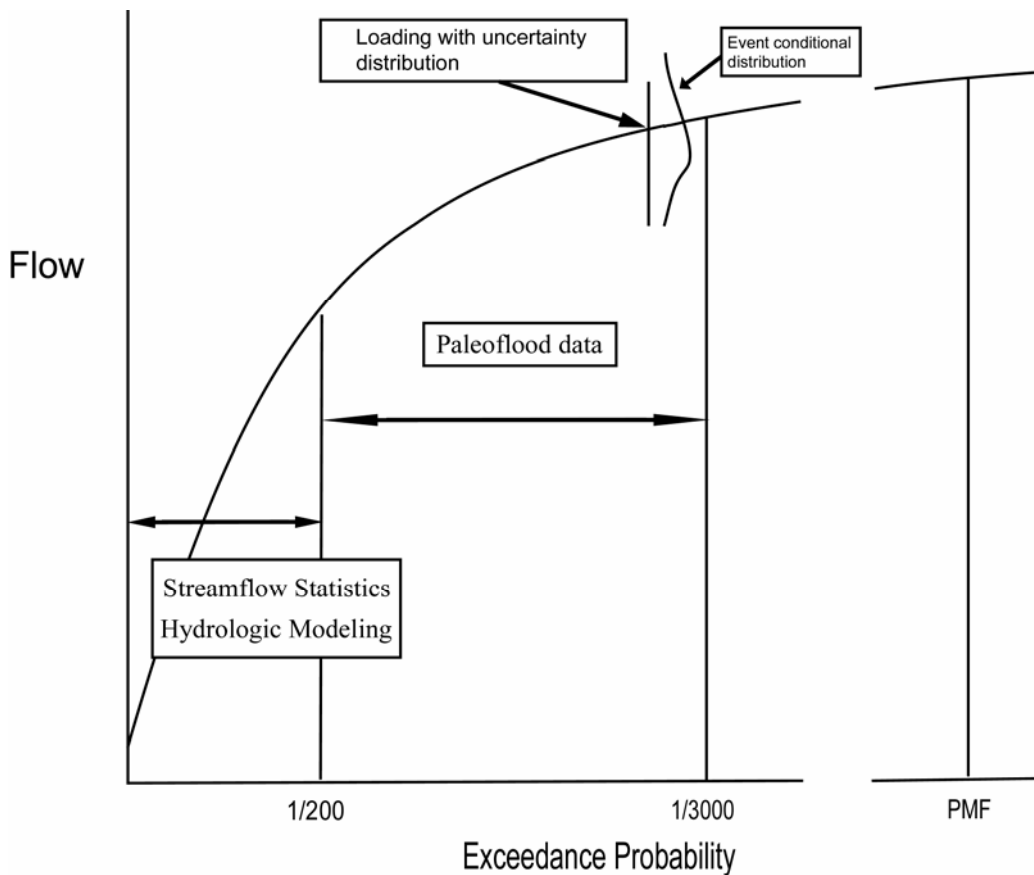 Loading with uncertainty
distribution
Event conditional
distribution
Flow
Paleoflood data
Streamflow Statistics
Hydrologic Modeling
1/200
1/3000
PMF
Exceedance Probability